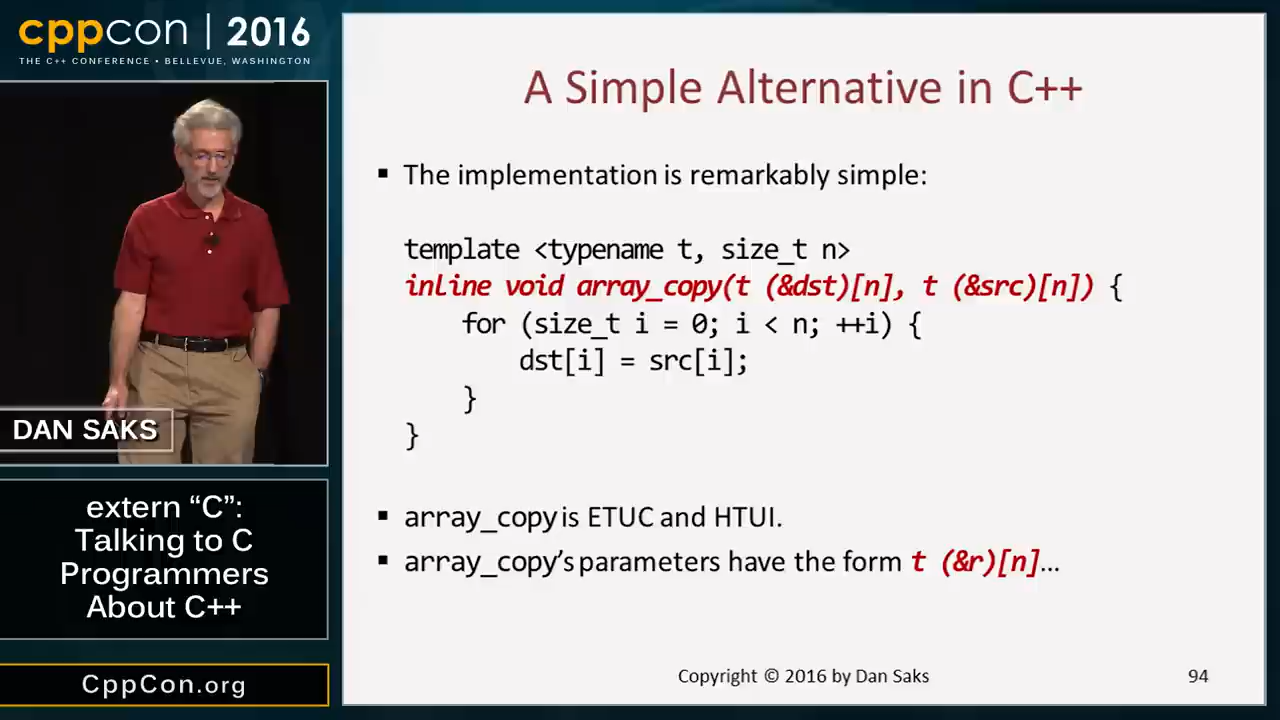 cppcon | 2016
THE C++ CONFERENCE • BELLEVUE, WASHINGTON
DAN SAKS
extern “C”:
Talking to C
Programmers
About C++
CppCon.org
A Simple Alternative in C++
▪ The implementation is remarkably simple:
template <typename t, size_t n>
inline void array_copy(t (&dst)[n], t (&src)[n]) {
for (size_t i = 0; i < n; ++i) {
dst[i] = src[i];
}
}
▪ array_copy is ETUC and HTUI.
▪ array_copy’s parameters have the form t (&r)[n]…
Copyright © 2016 by Dan Saks
94